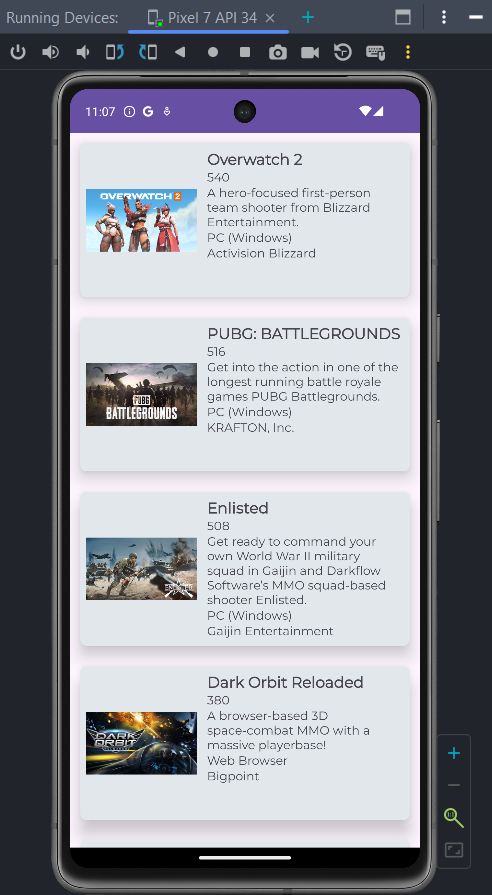 Running Devices:
Pixel 7 API 34
11:07
G
Overwatch 2
540
OVERWATCH 2
A hero-focused first-person
team shooter from Blizzard
Entertainment.
PC (Windows)
Activision Blizzard
PUBG: BATTLEGROUNDS
516
Get into the action in one of the
longest running battle royale
games PUBG Battlegrounds.
PUBG
BATTLEGROUNDS
PC (Windows)
KRAFTON, Inc.
Enlisted
508
Get ready to command your
own World War II military
squad in Gaijin and Darkflow
Software's MMO squad-based
shooter Enlisted.
PC (Windows)
Gaijin Entertainment
Dark Orbit Reloaded
380
A browser-based 3D
space-combat MMO with a
massive playerbase!
DARK
ORBIT
Web Browser
Bigpoint
1:1